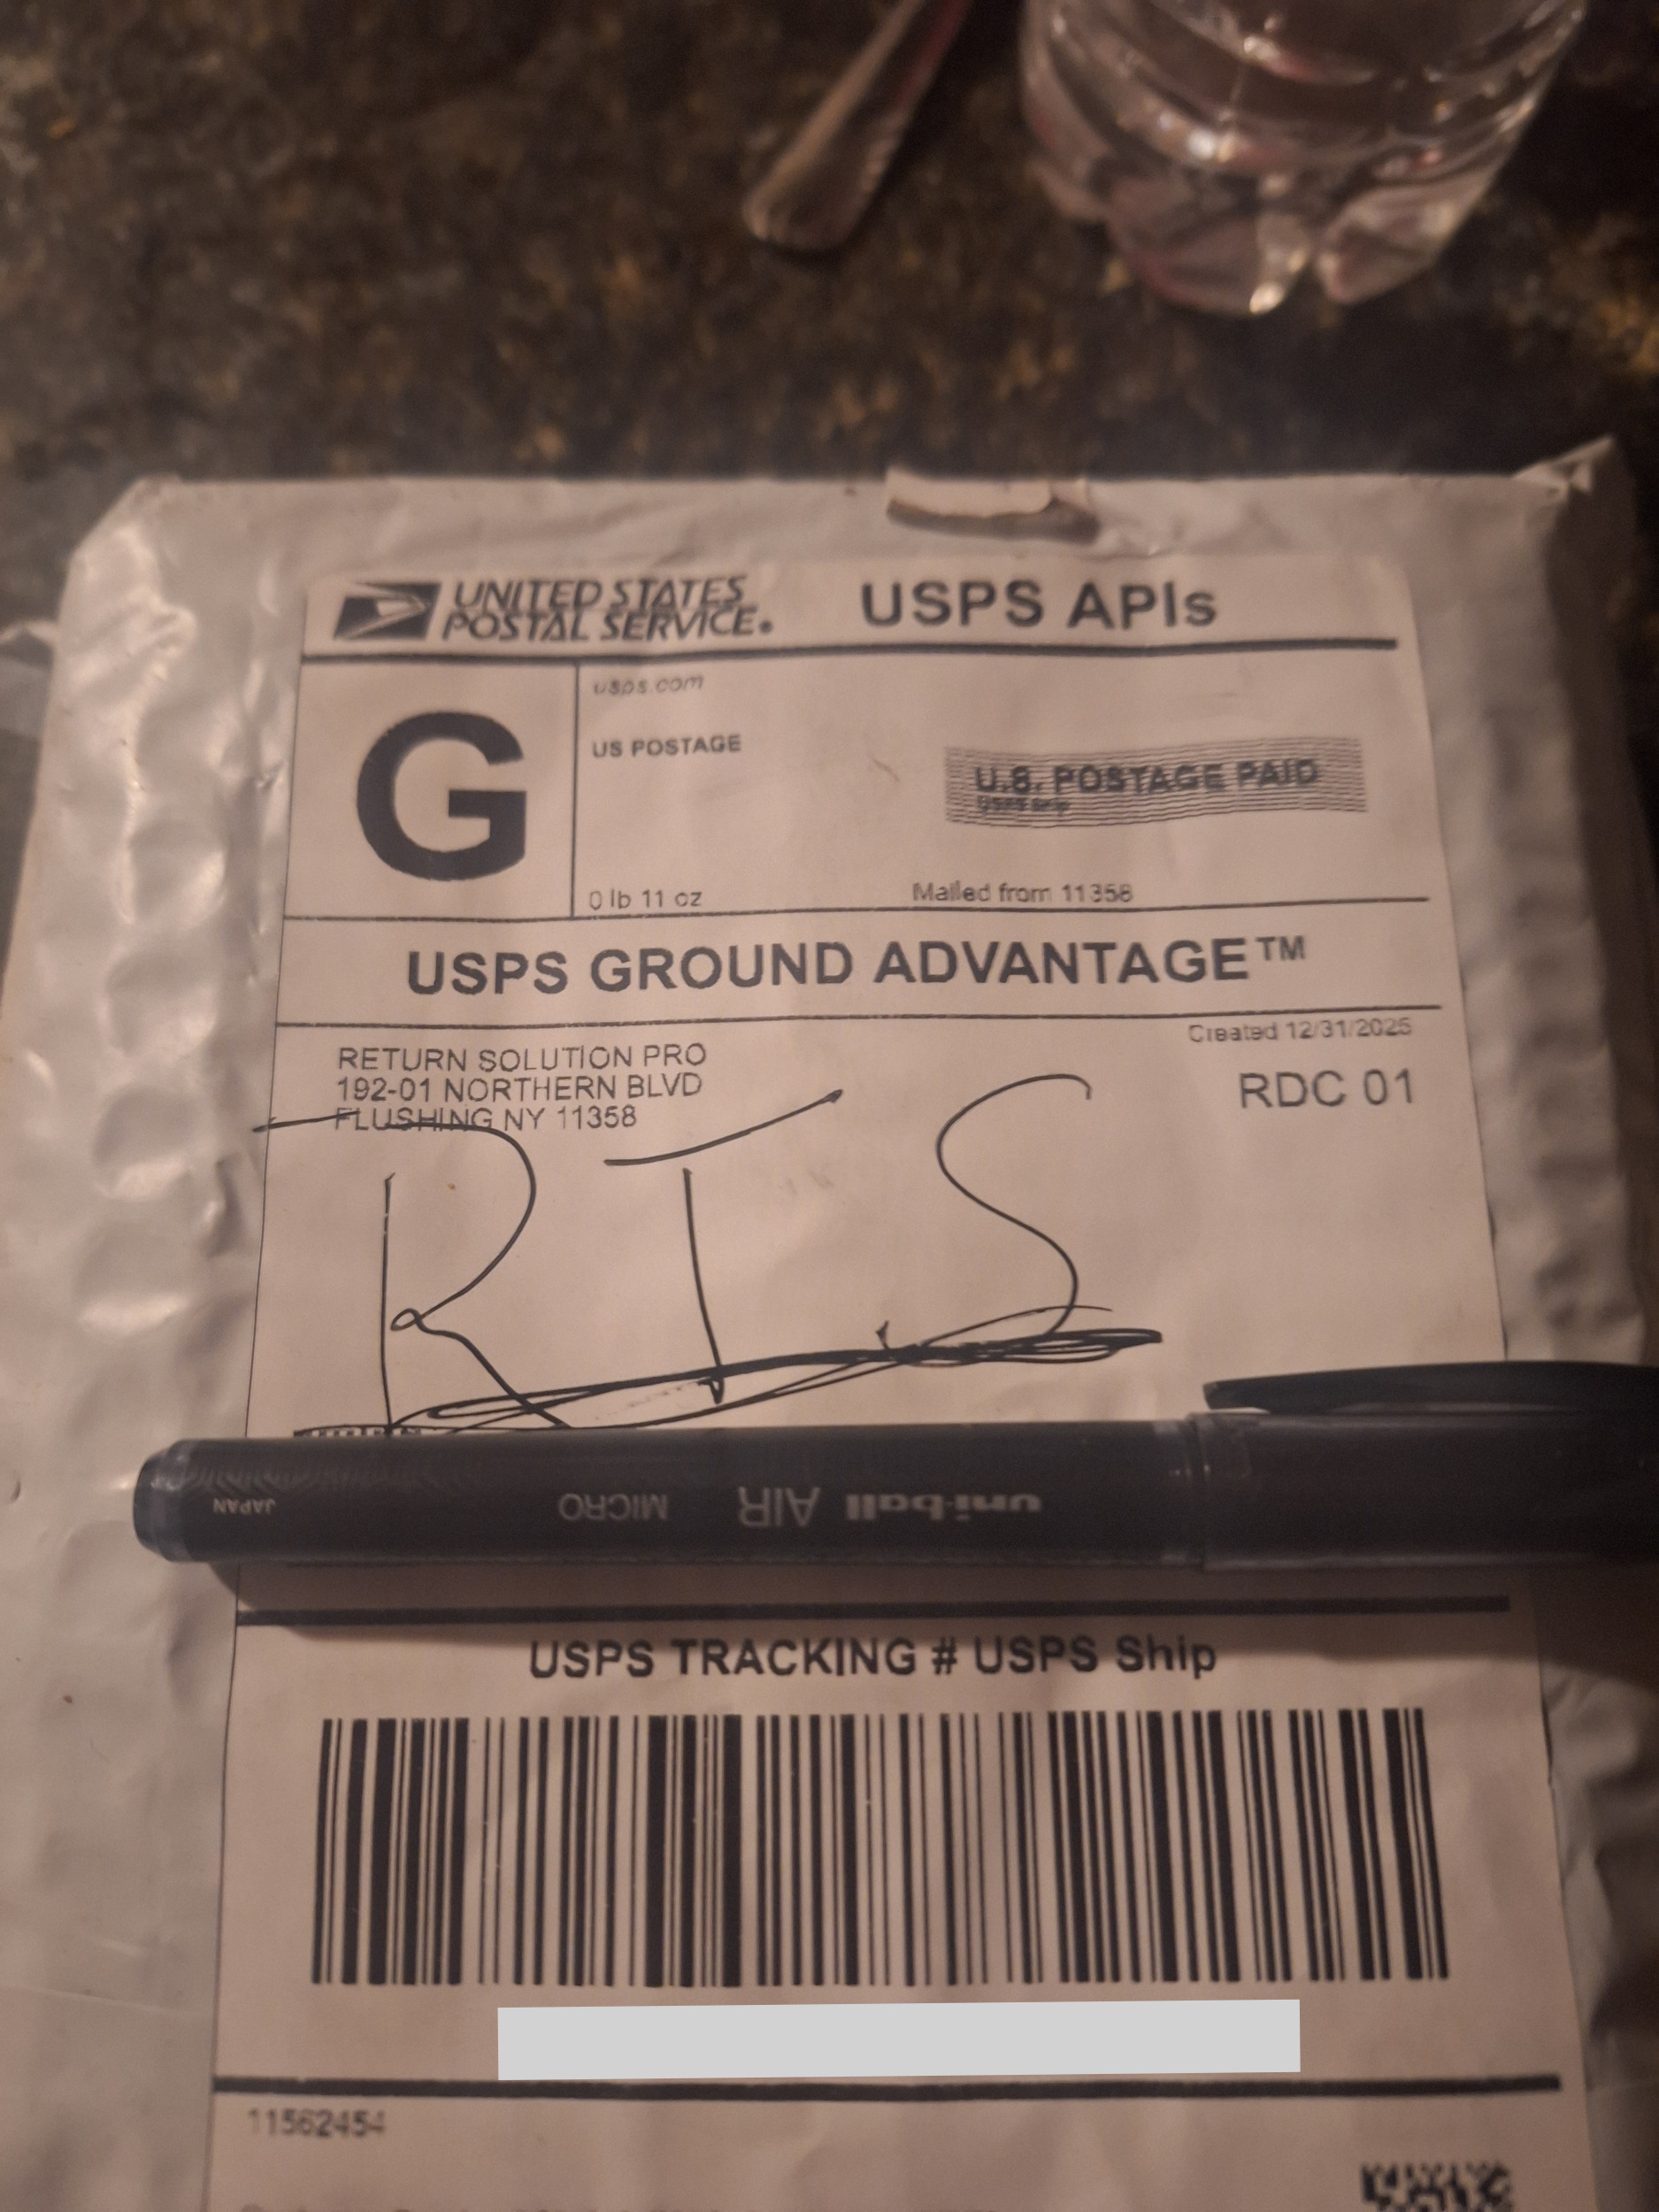 UNITED STATES
POSTAL SERVICE.
USPS APIs
G
usps.com
US POSTAGE
U.S. POSTAGE PAID
USPS Ship
0 lb 11 oz
Mailed from 11358
USPS GROUND ADVANTAGE™
Created 12/31/2025
RETURN SOLUTION PRO
192-01 NORTHERN BLVD
FLUSHING NY 11358
RDC 01
RTS
uni-ball AIR MICRO JAPAN
USPS TRACKING # USPS Ship
11562454